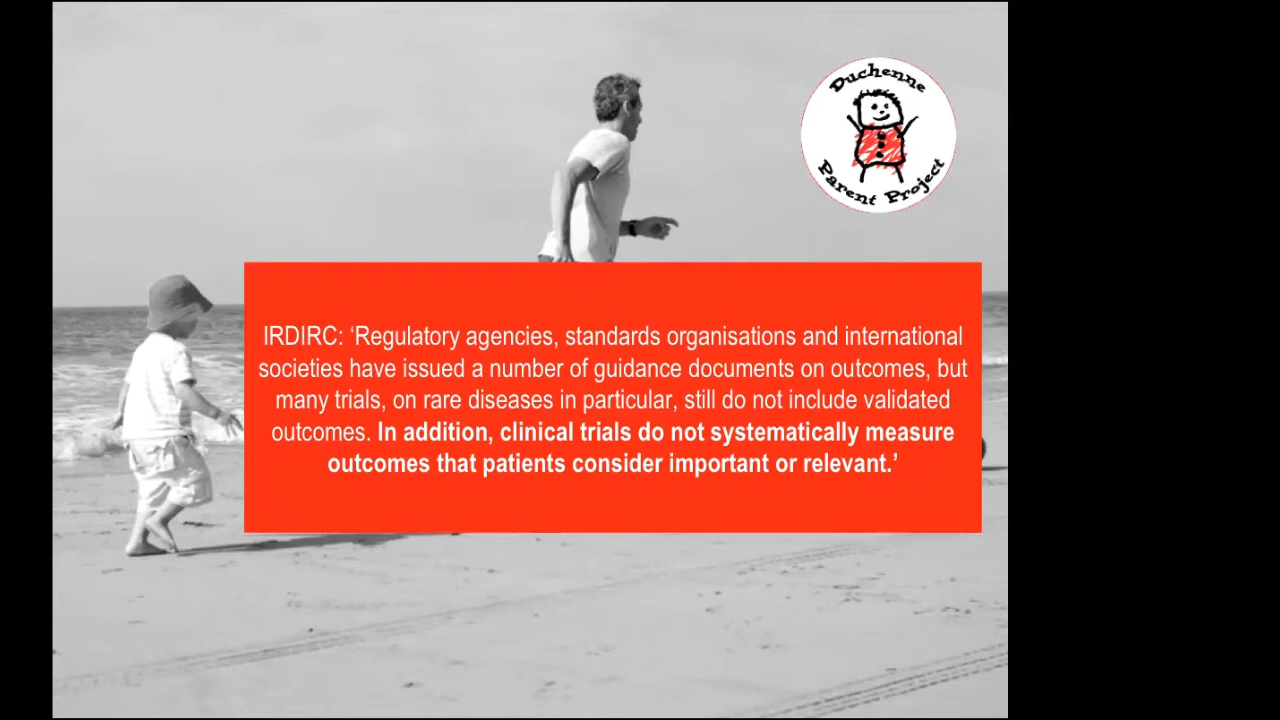 Duchenne
Parent Project
IRDIRC: ‘Regulatory agencies, standards organisations and international
societies have issued a number of guidance documents on outcomes, but
many trials, on rare diseases in particular, still do not include validated
outcomes. In addition, clinical trials do not systematically measure
outcomes that patients consider important or relevant.’